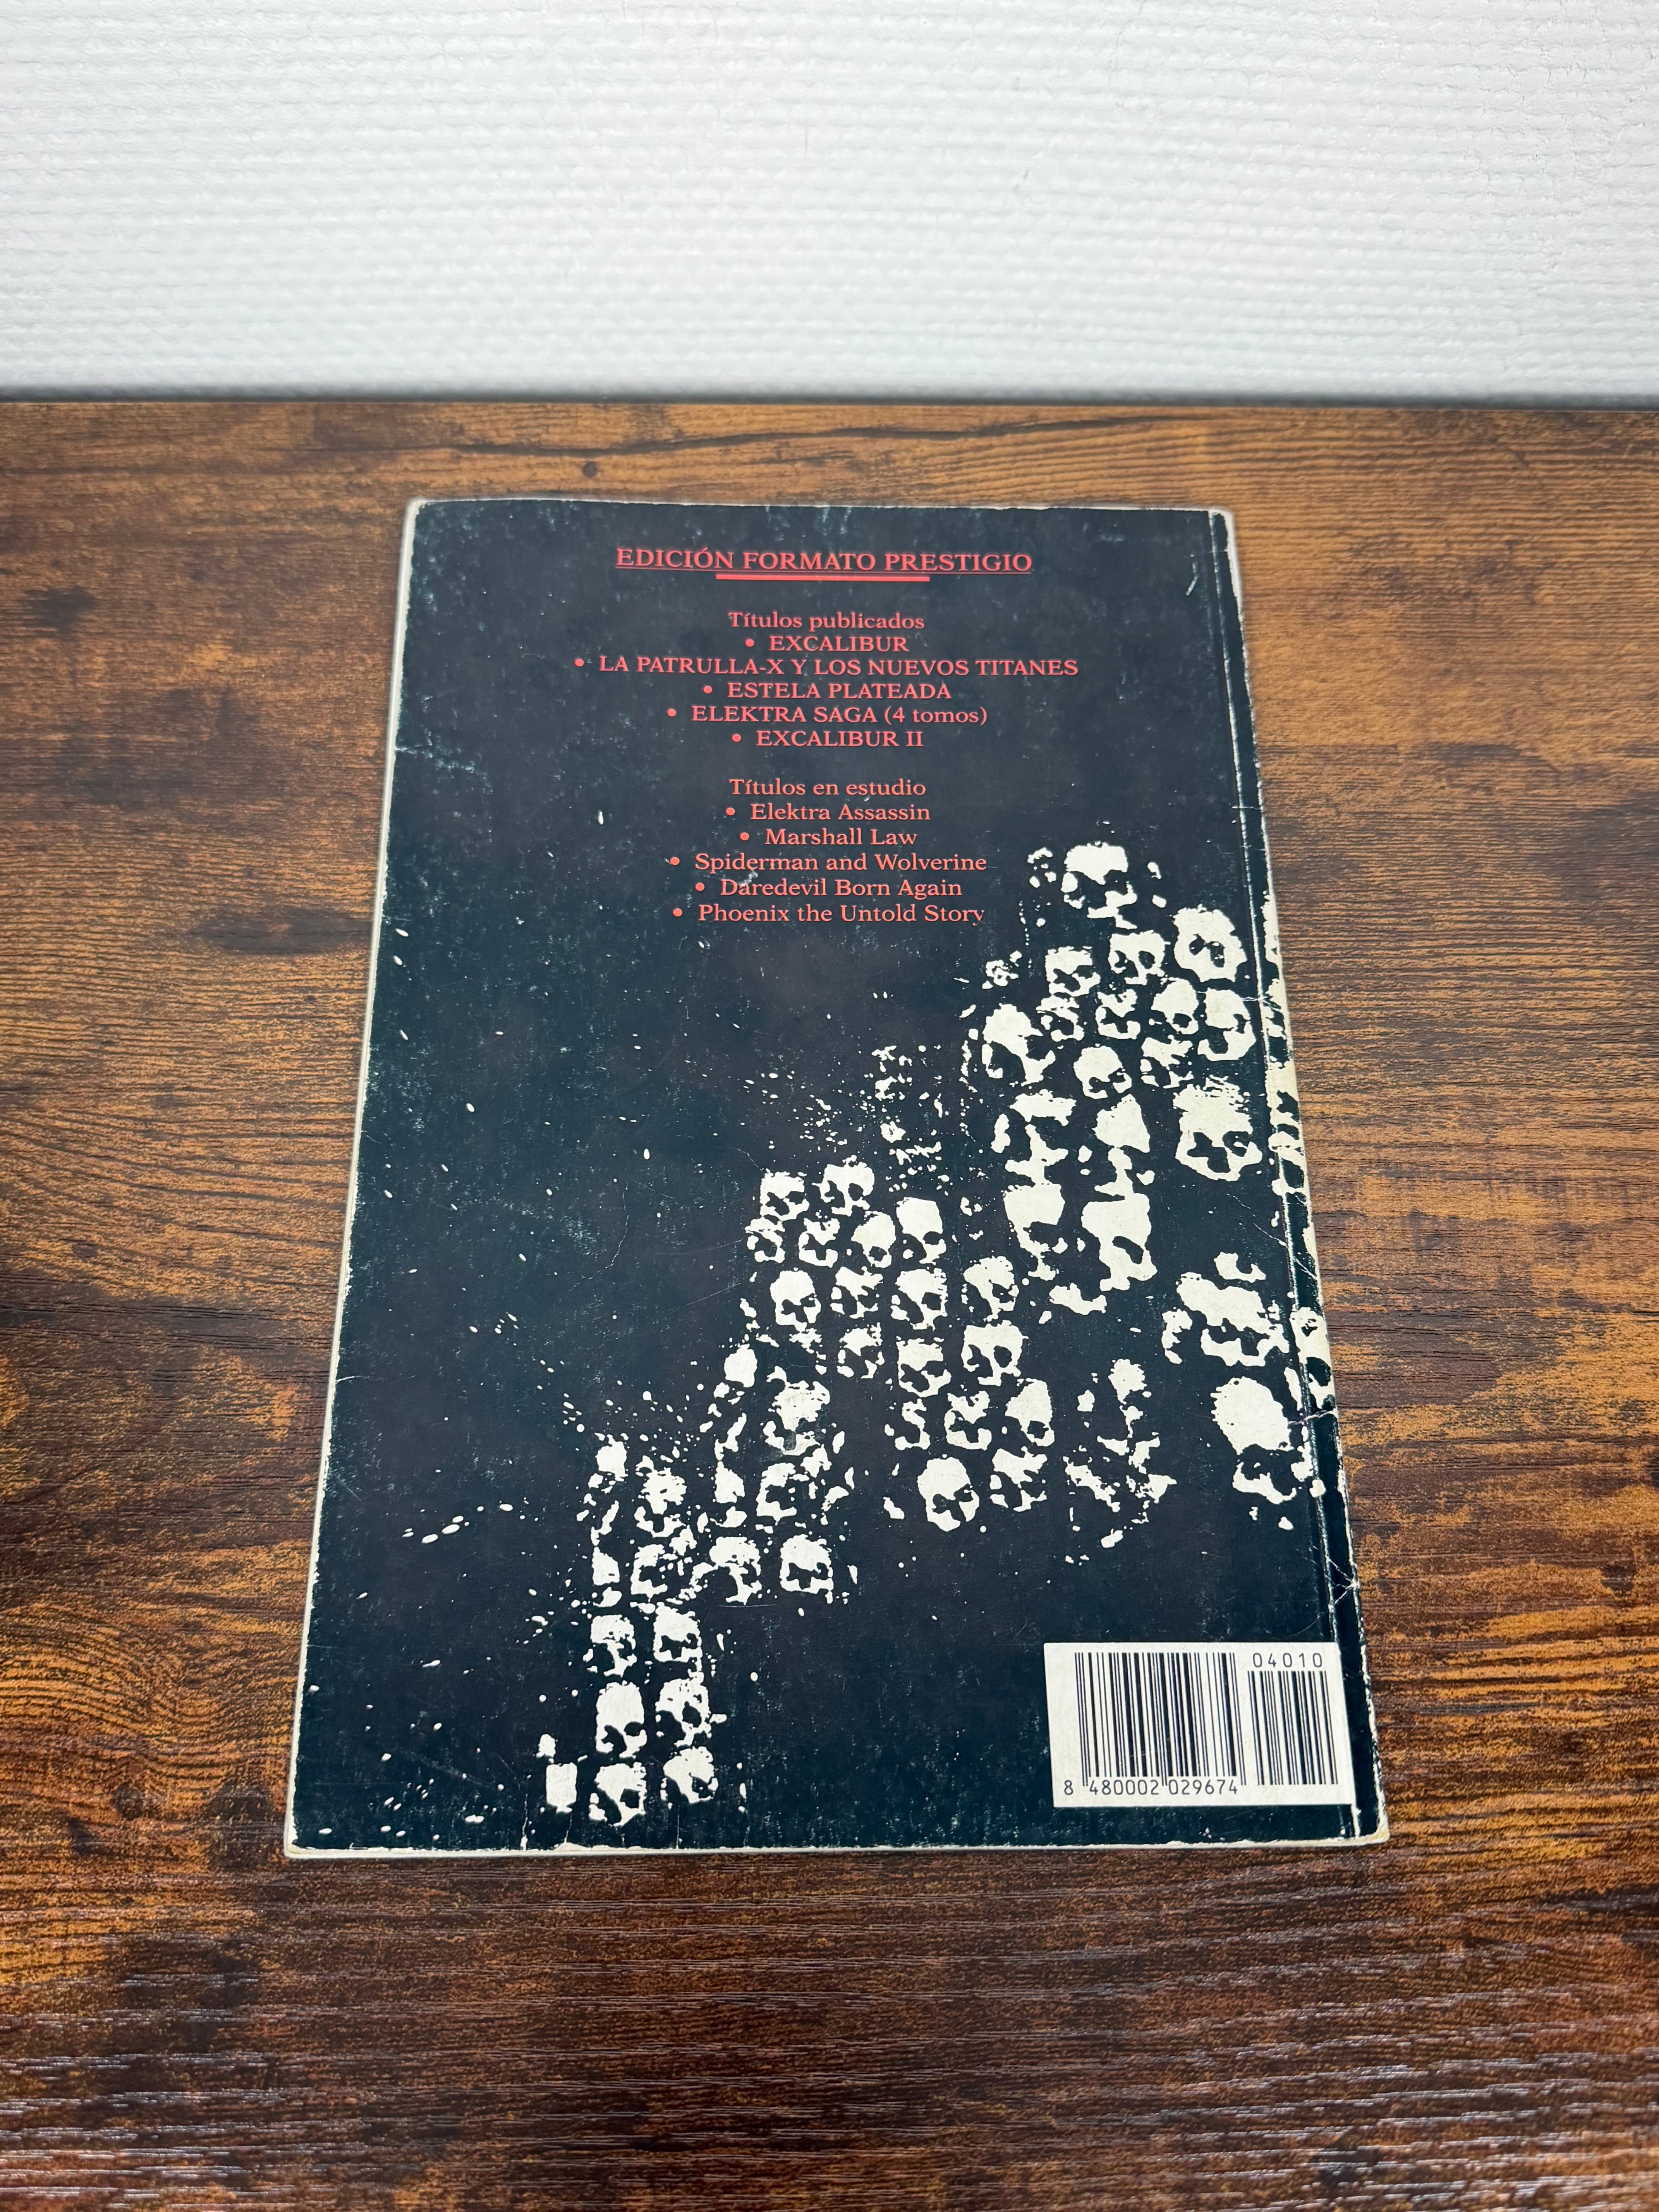 EDICIÓN FORMATO PRESTIGIO
Títulos publicados
• EXCALIBUR
• LA PATRULLA-X Y LOS NUEVOS TITANES
• ESTELA PLATEADA
• ELEKTRA SAGA (4 tomos)
• EXCALIBUR II
Títulos en estudio
• Elektra Assassin
• Marshall Law
• Spiderman and Wolverine
• Daredevil Born Again
• Phoenix the Untold Story
04010
8 480002 029674